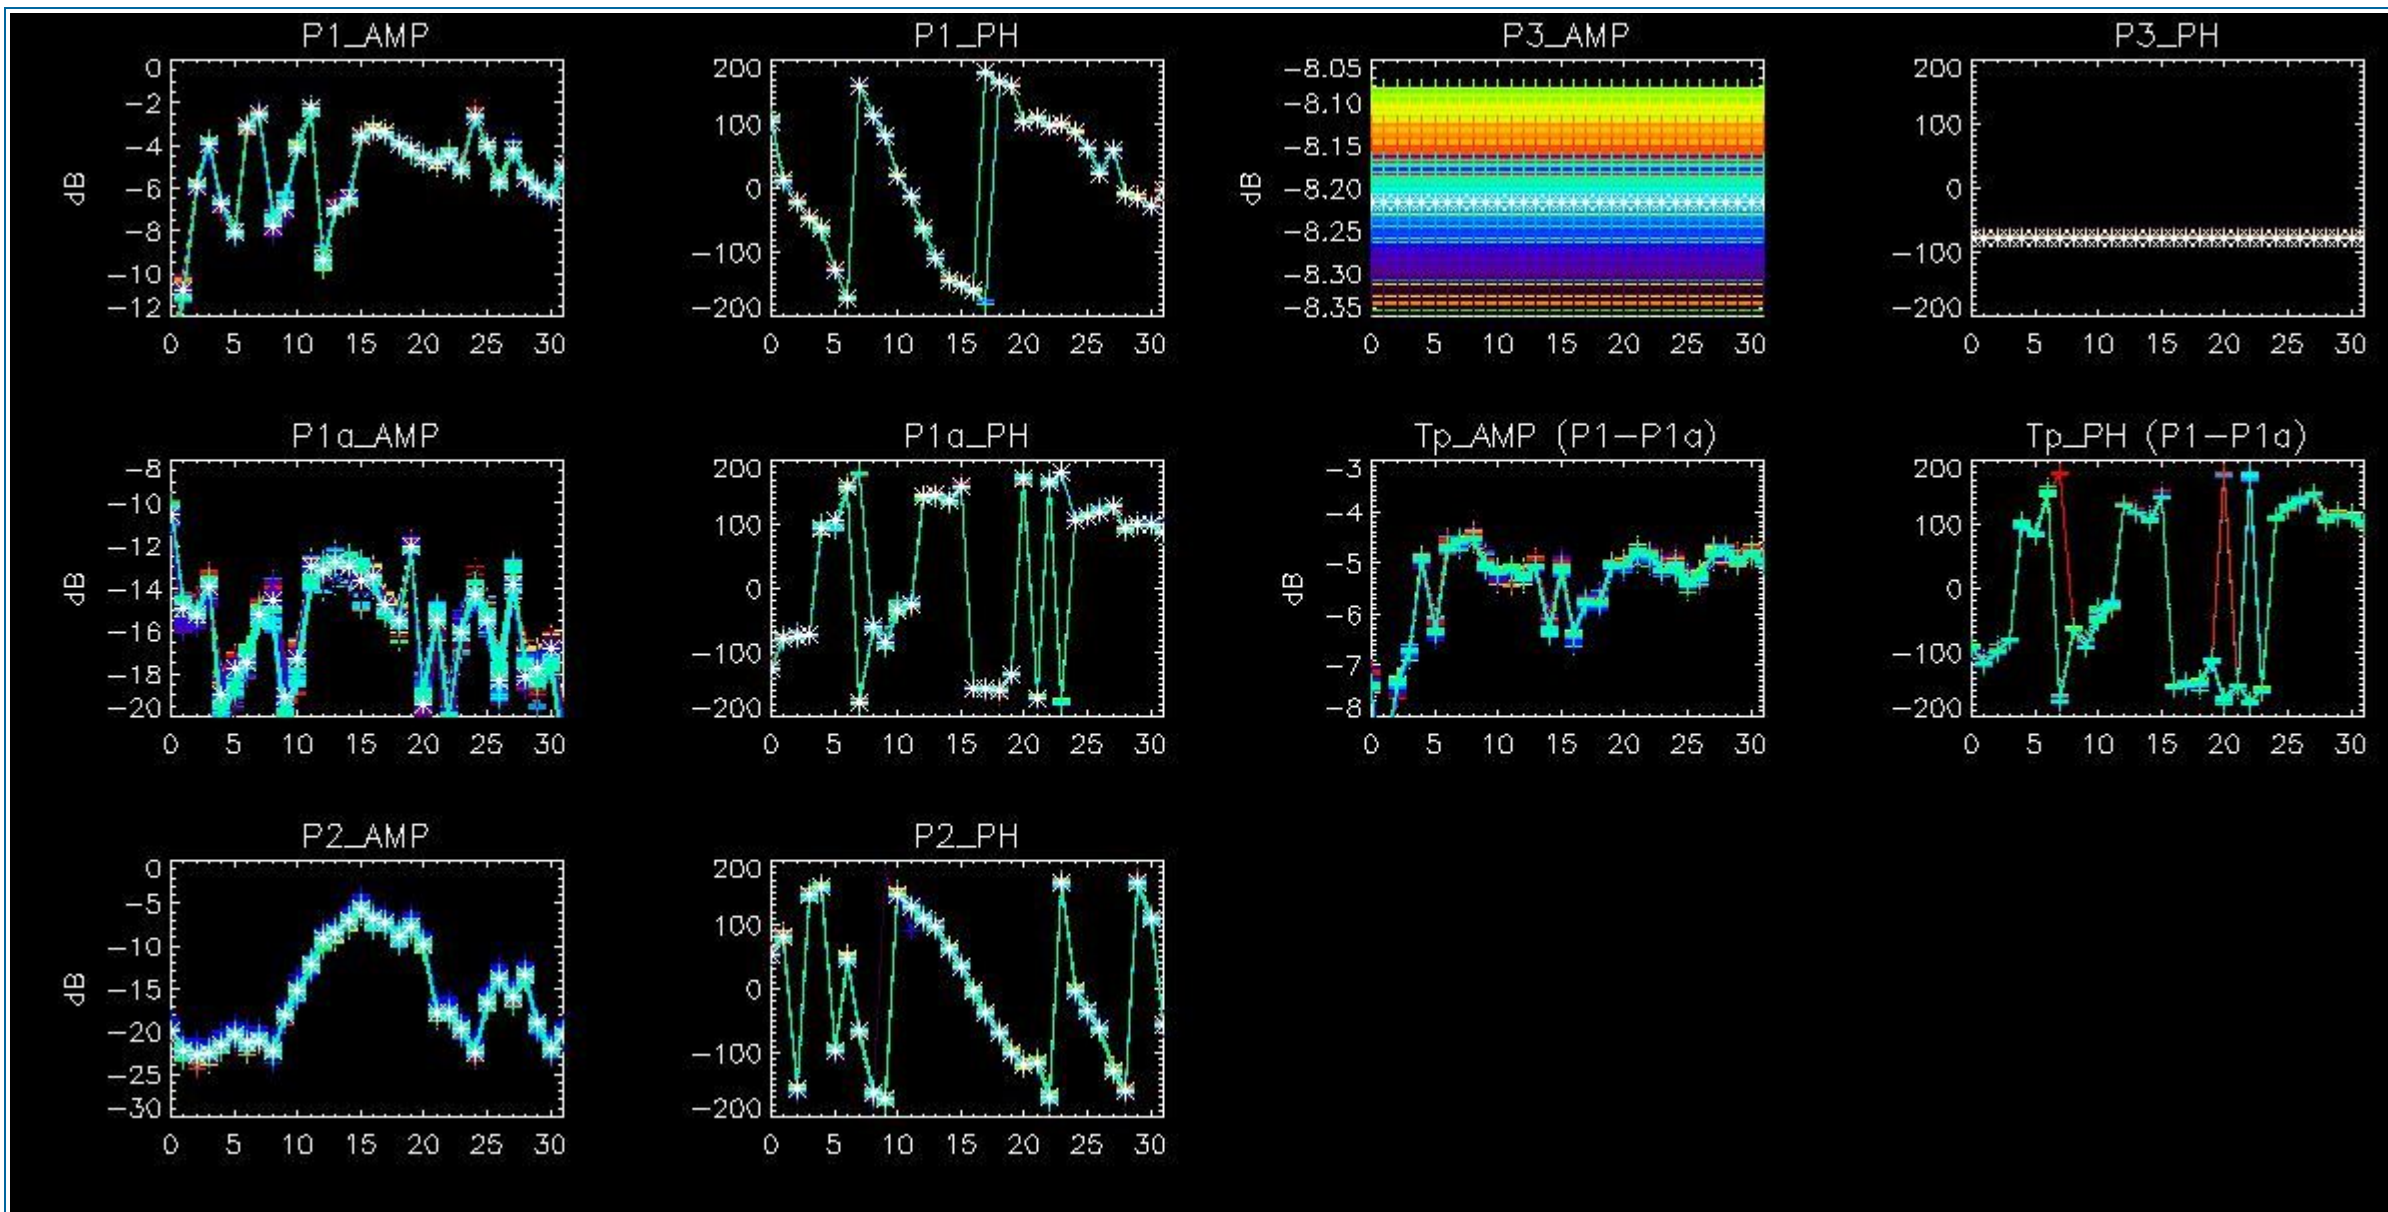 P1_AMP P1_PH P3_AMP P3_PH
0 200 -8.05 200
-2 100 -8.10 100
-4 0 -8.15 0
-6 -100 -8.20 -100
-8 -200 -8.25 -200
-10 -8.30
-12 -8.35
dB dB
0 5 10 15 20 25 30 0 5 10 15 20 25 30 0 5 10 15 20 25 30 0 5 10 15 20 25 30
P1a_AMP P1a_PH Tp_AMP (P1-P1a) Tp_PH (P1-P1a)
-8 200 -3 200
-10 100 -4 100
-12 0 -5 0
-14 -100 -6 -100
-16 -200 -7 -200
-18 -8
-20
dB dB
0 5 10 15 20 25 30 0 5 10 15 20 25 30 0 5 10 15 20 25 30 0 5 10 15 20 25 30
P2_AMP P2_PH
0 200
-5 100
-10 0
-15 -100
-20 -200
-25
-30
dB
0 5 10 15 20 25 30 0 5 10 15 20 25 30